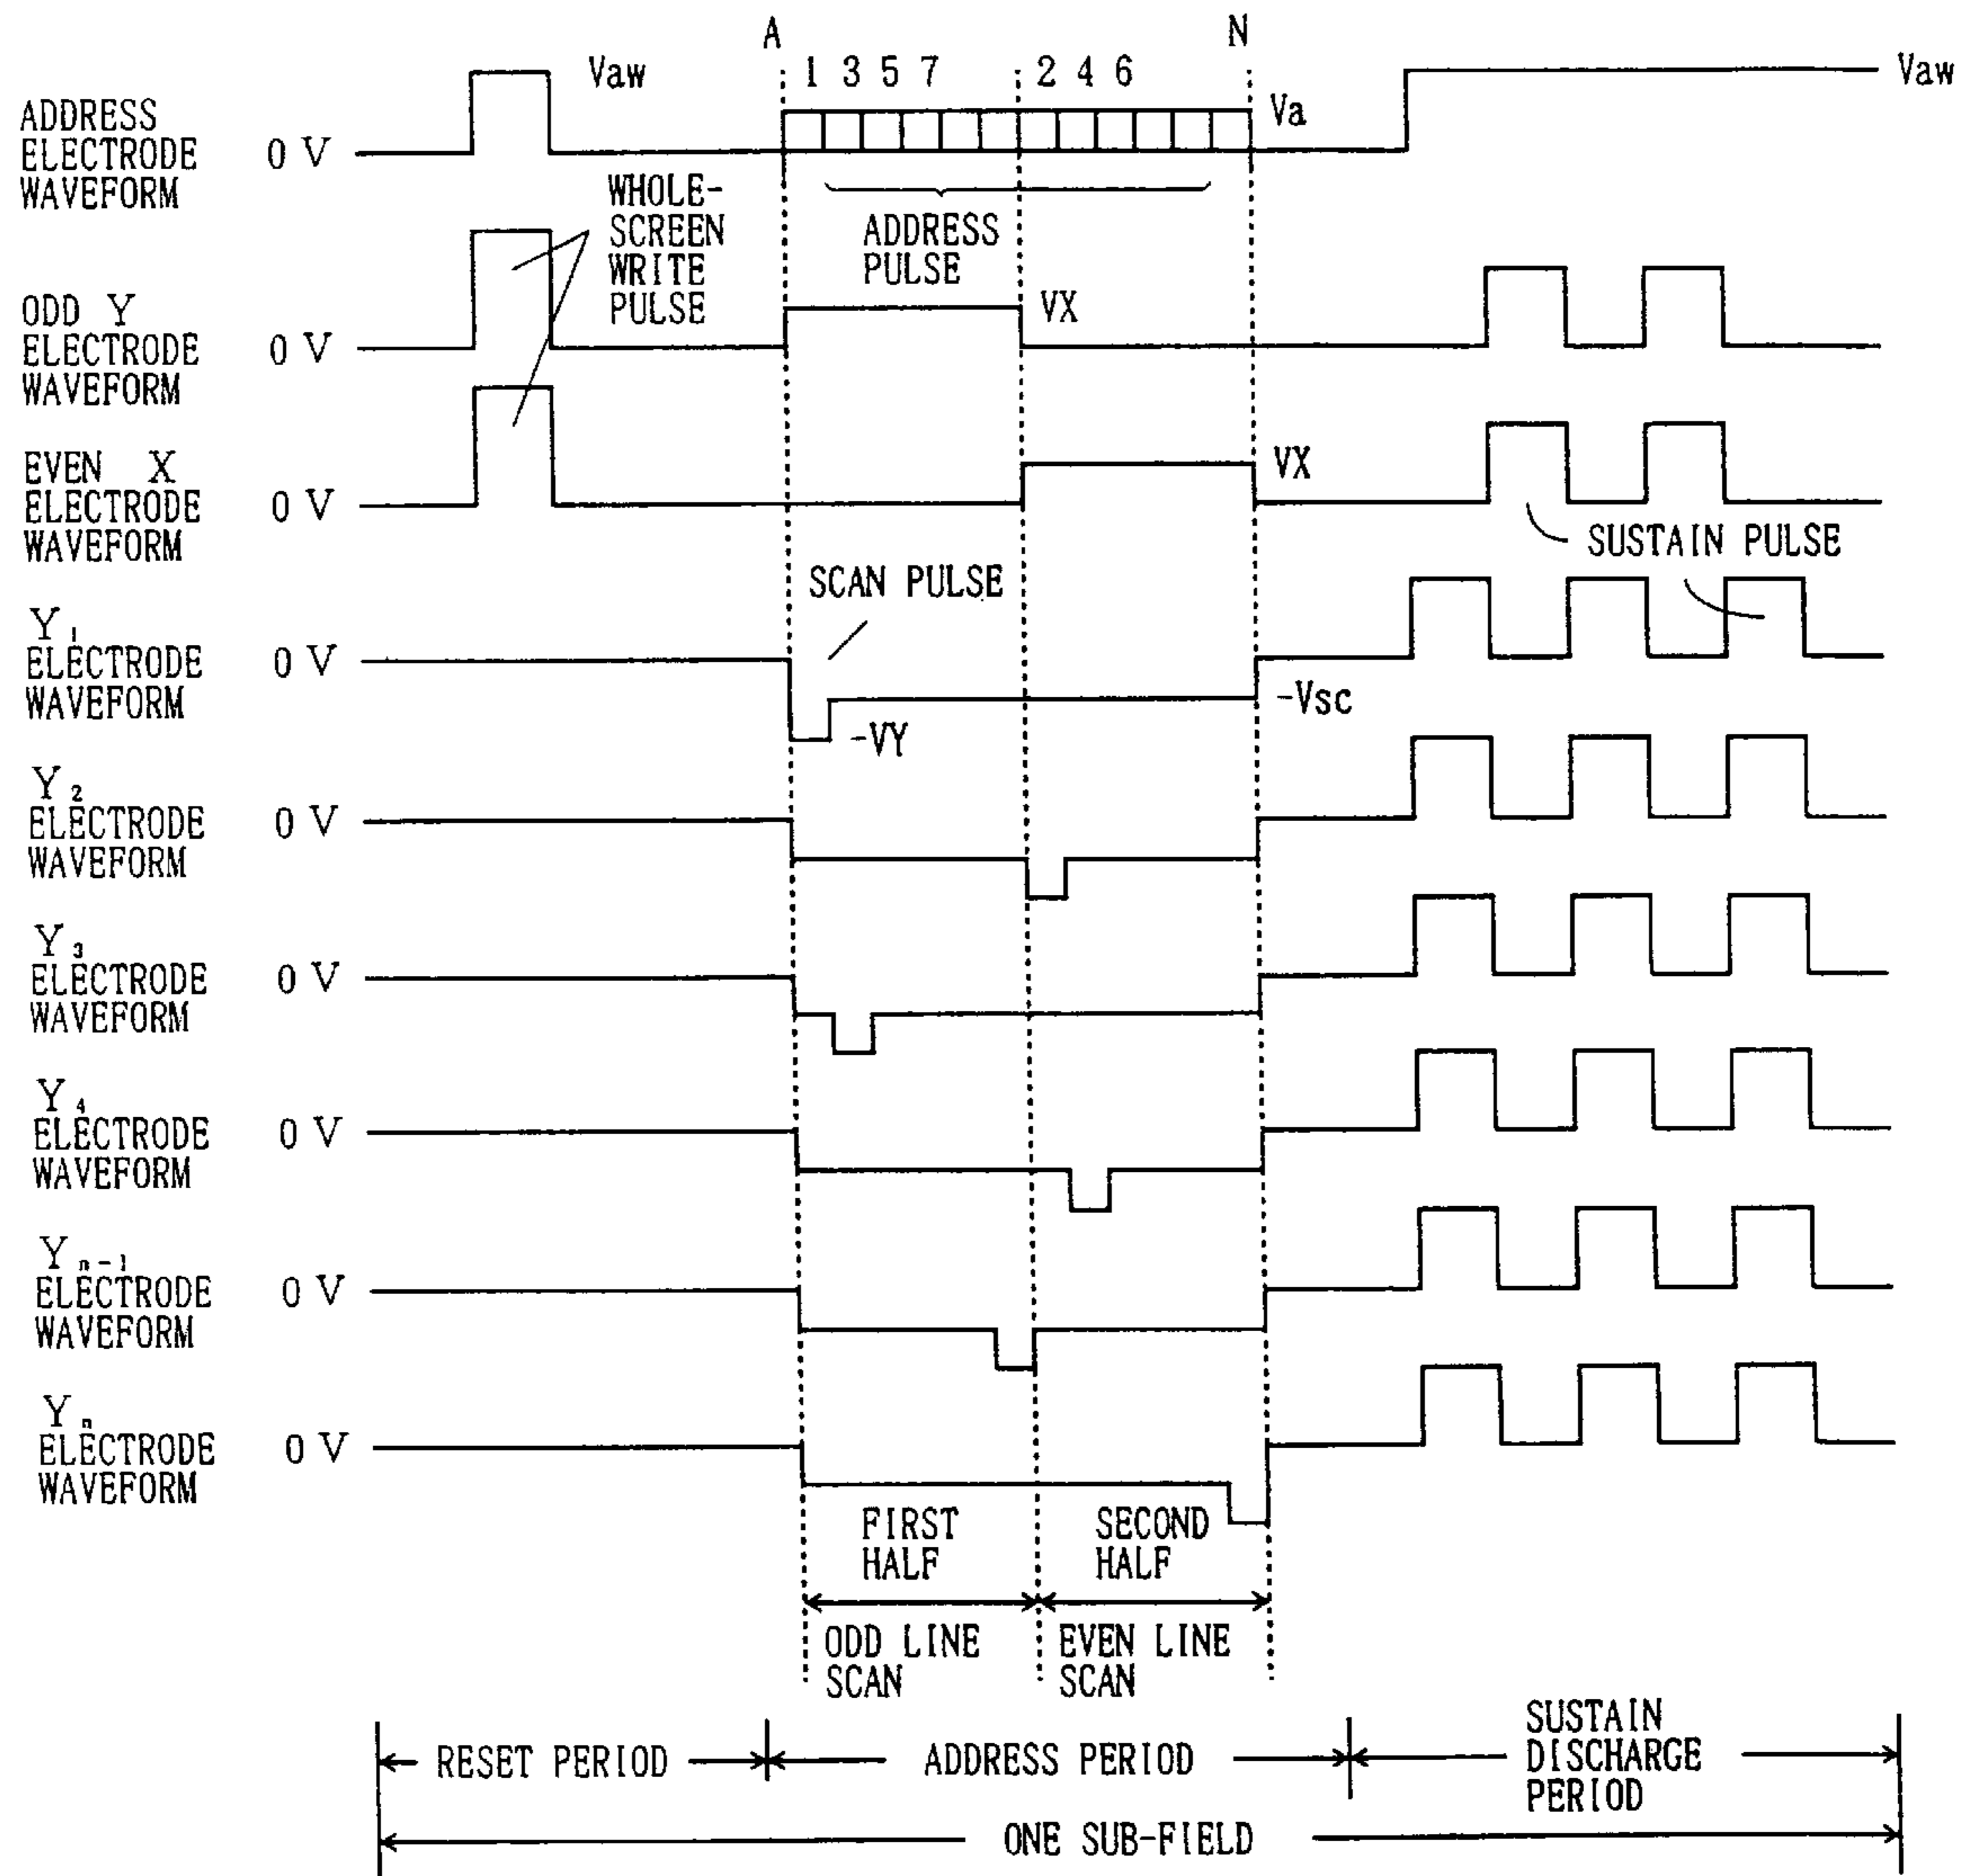 A
N
Vaw
1 3 5 7
2 4 6
Vaw
ADDRESS
ELECTRODE
WAVEFORM
0 V
Va
WHOLE-
SCREEN
WRITE
PULSE
ADDRESS
PULSE
ODD Y
ELECTRODE
WAVEFORM
0 V
VX
EVEN X
ELECTRODE
WAVEFORM
0 V
VX
SUSTAIN PULSE
SCAN PULSE
Y1
ELECTRODE
WAVEFORM
0 V
-VY
-Vsc
Y2
ELECTRODE
WAVEFORM
0 V
Y3
ELECTRODE
WAVEFORM
0 V
Y4
ELECTRODE
WAVEFORM
0 V
Yn-1
ELECTRODE
WAVEFORM
0 V
Yn
ELECTRODE
WAVEFORM
0 V
FIRST
HALF
SECOND
HALF
ODD LINE
SCAN
EVEN LINE
SCAN
RESET PERIOD
ADDRESS PERIOD
SUSTAIN
DISCHARGE
PERIOD
ONE SUB-FIELD